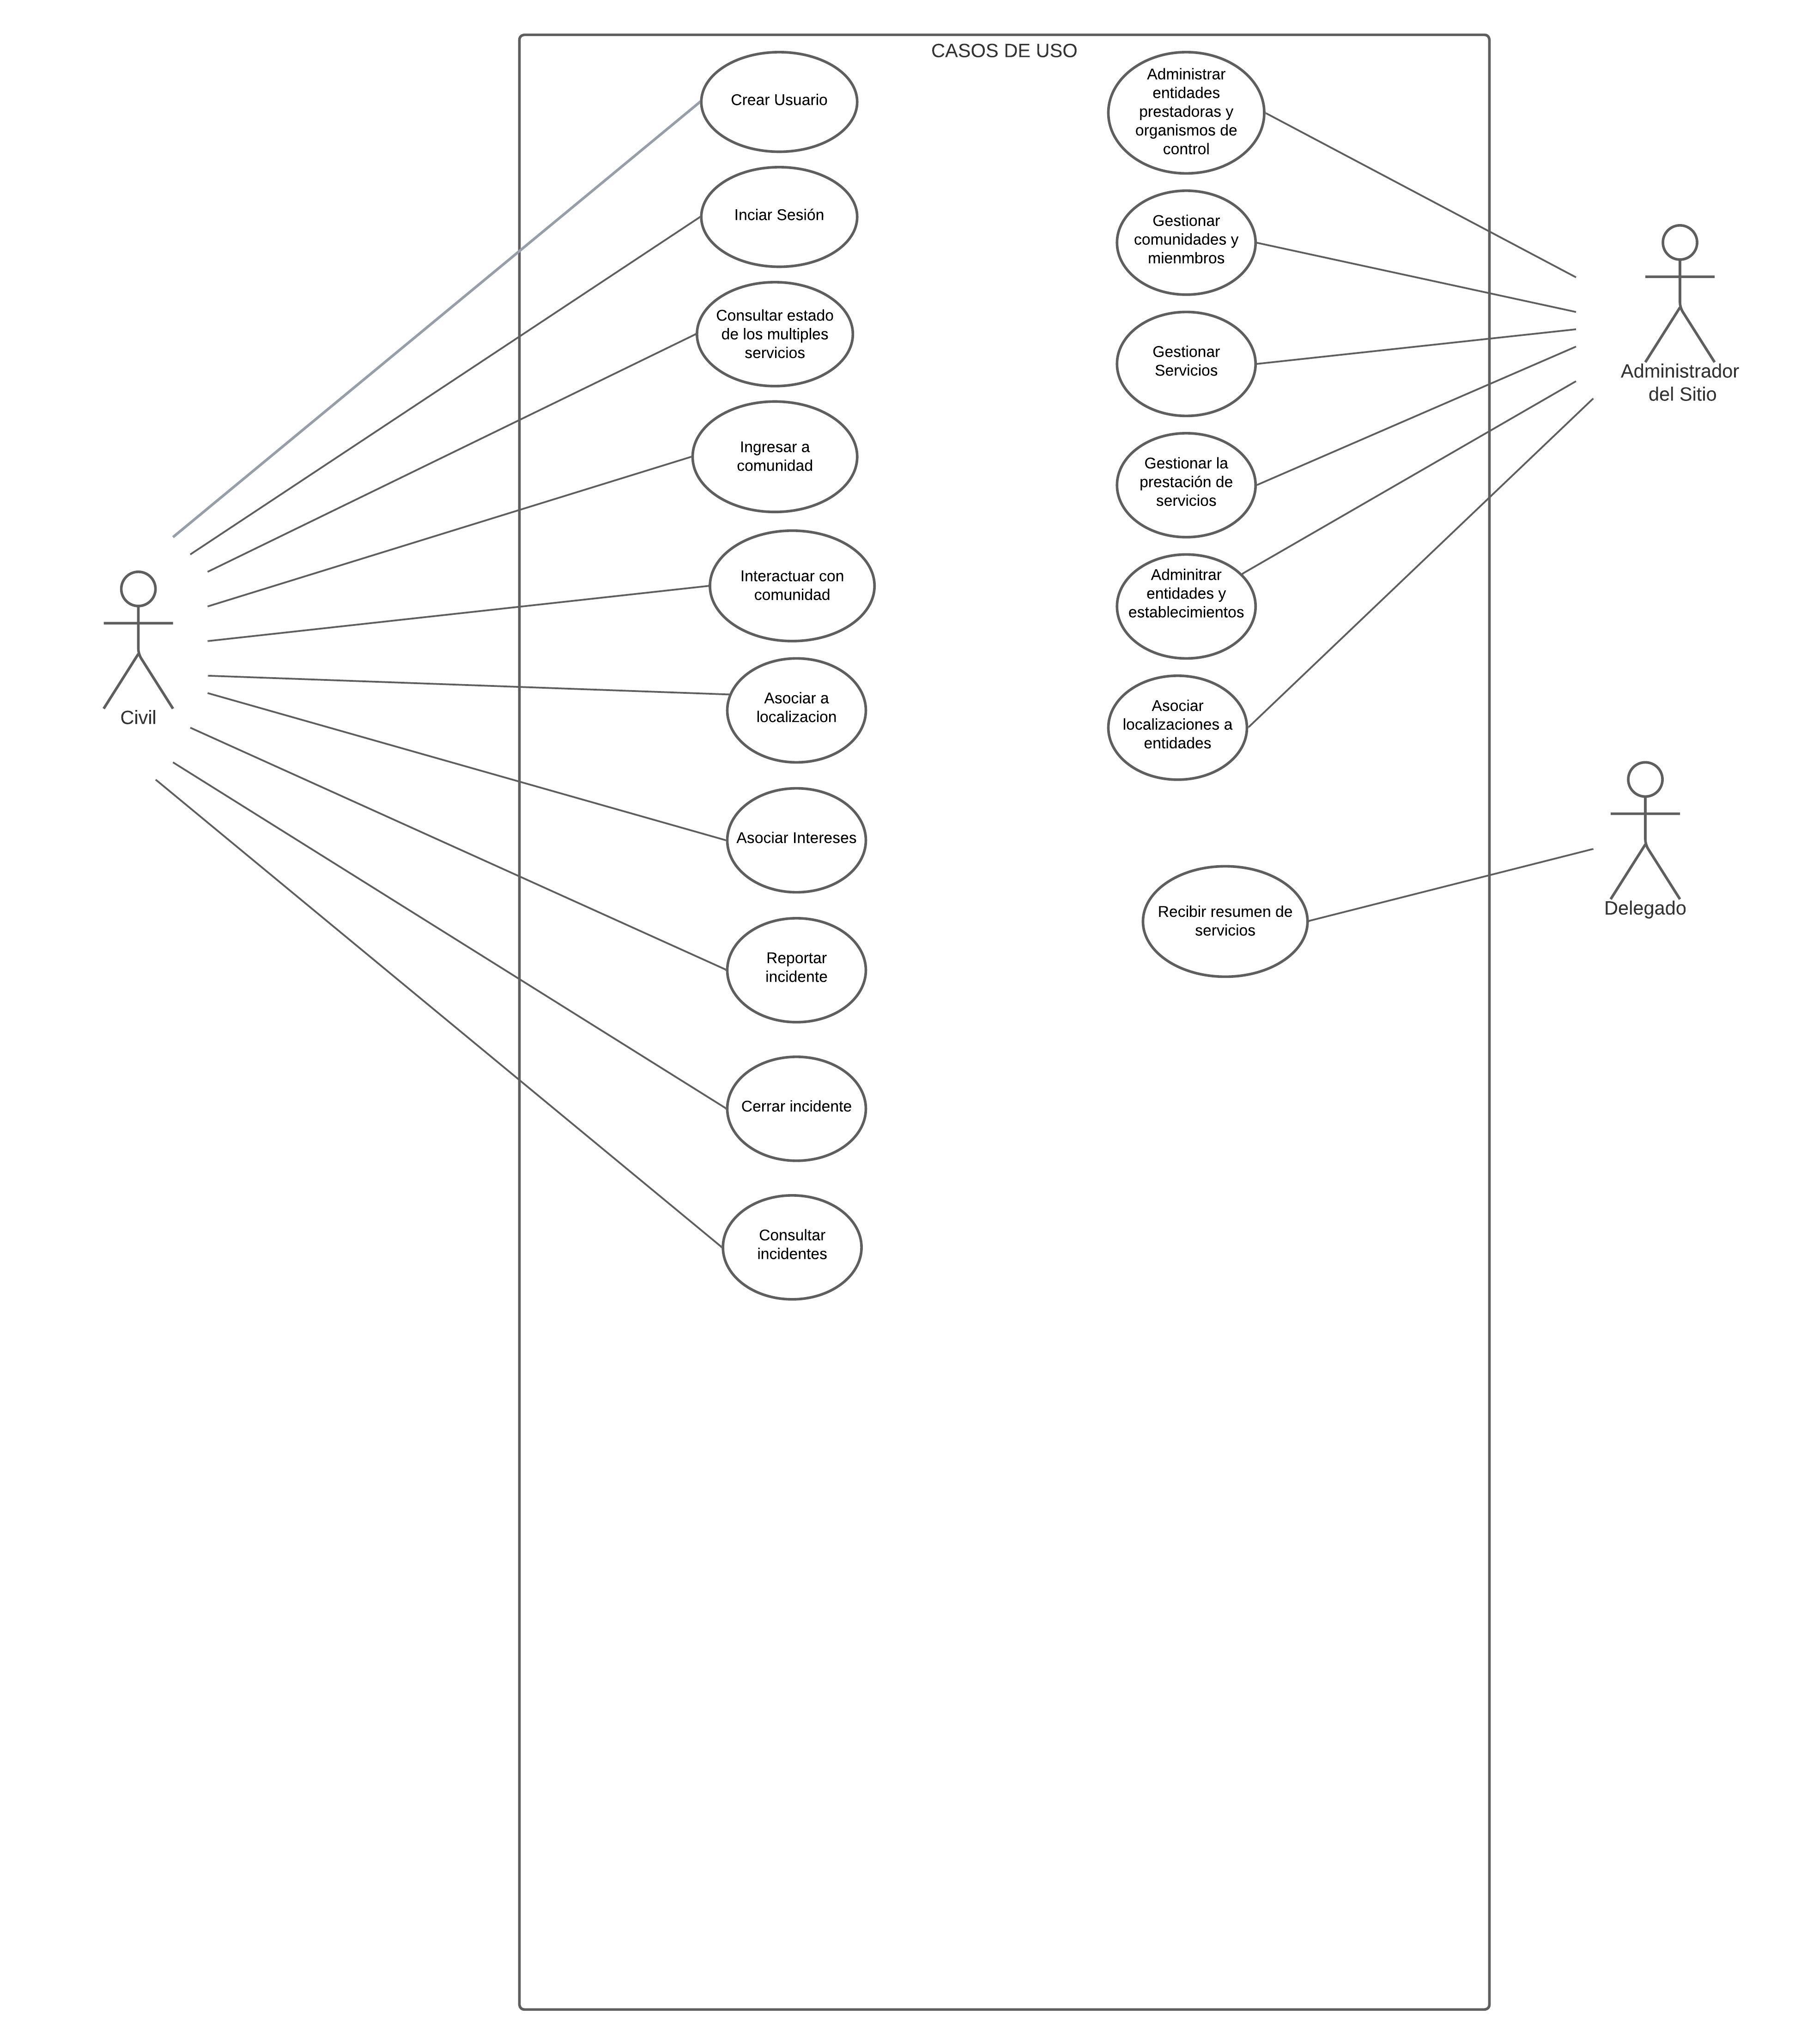 CASOS DE USO
Crear Usuario
Inciar Sesión
Consultar estado
de los multiples
servicios
Ingresar a
comunidad
Interactuar con
comunidad
Asociar a
localizacion
Asociar Intereses
Reportar
incidente
Cerrar incidente
Consultar
incidentes
Civil
Administrar
entidades
prestadoras y
organismos de
control
Gestionar
comunidades y
mienmbros
Gestionar
Servicios
Gestionar la
prestación de
servicios
Adminitrar
entidades y
establecimientos
Asociar
localizaciones a
entidades
Recibir resumen de
servicios
Administrador
del Sitio
Delegado